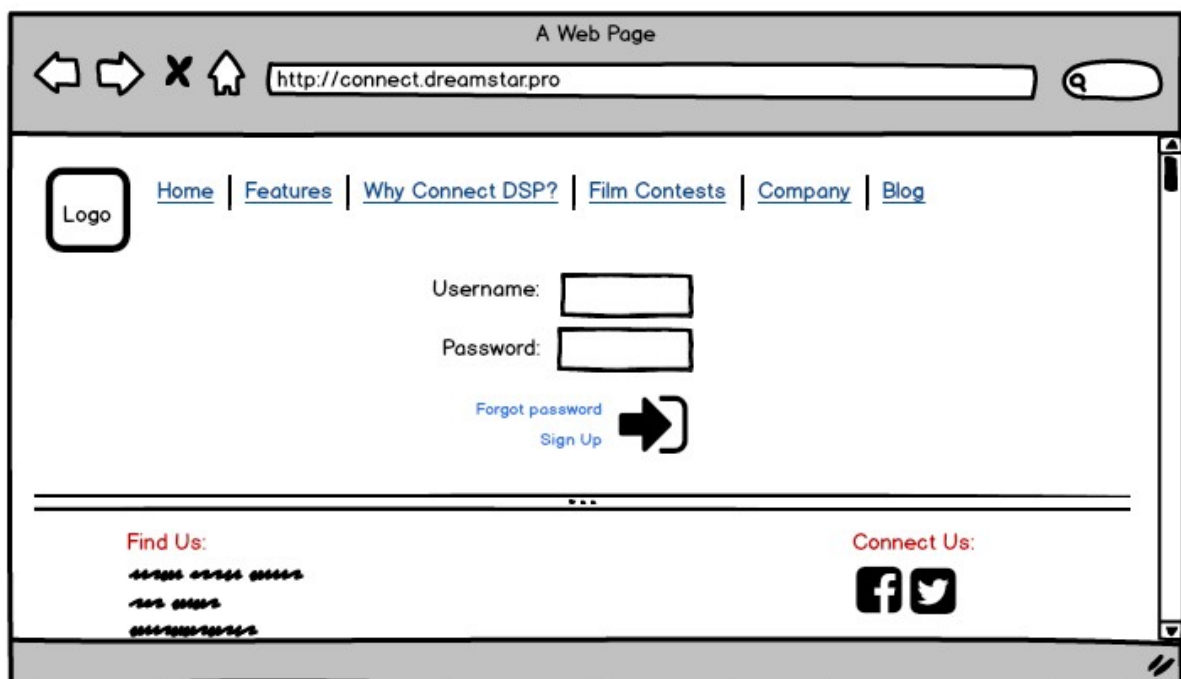 A Web Page
http://connect.dreamstar.pro
Logo
Home | Features | Why Connect DSP? | Film Contests | Company | Blog
Username:
Password:
Forgot password
Sign Up
Find Us:
Connect Us: